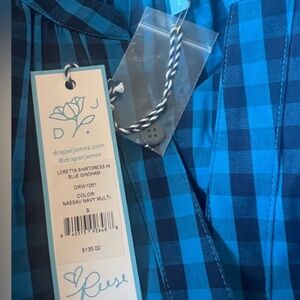 D J
draperjames.com
@draperjames
LORETTA SHIRTDRESS IN
BLUE GINGHAM
DRW1051
COLOR:
NASSAU NAVY MULTI
S
$135.00
Reese